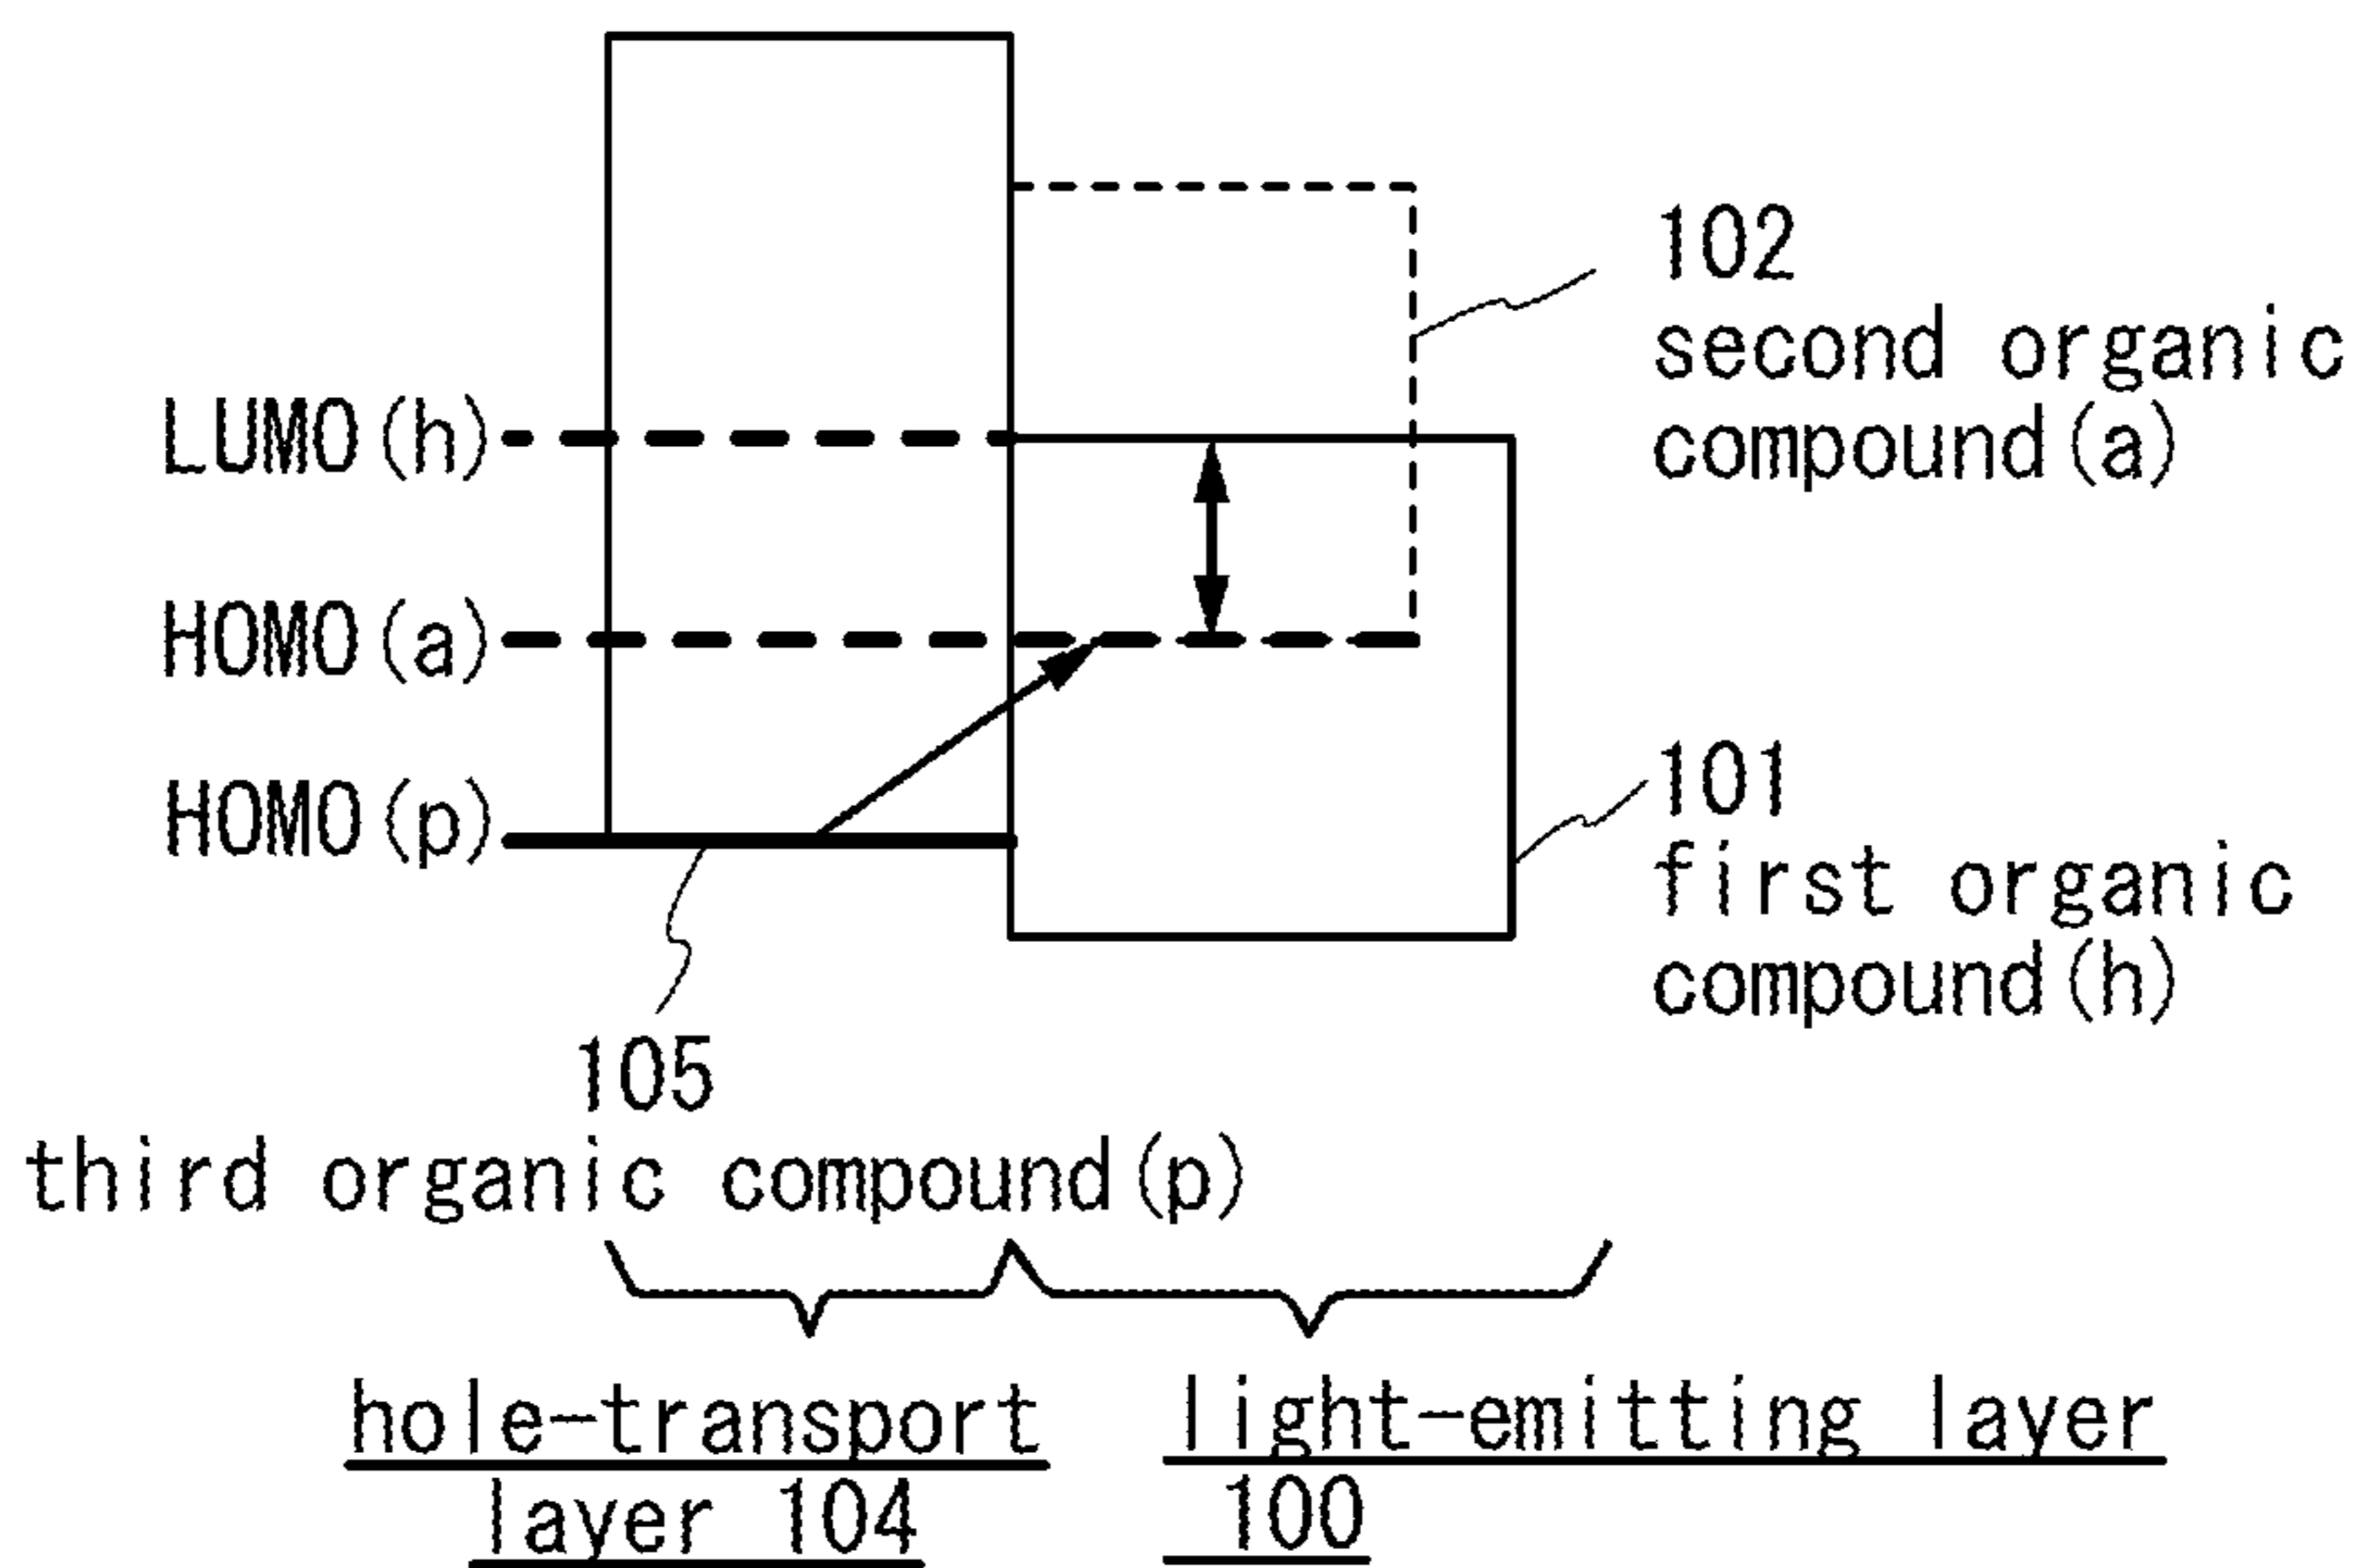 102
second organic
compound(a)
LUMO(h)
HOMO(a)
HOMO(p)
101
first organic
compound(h)
105
third organic compound(p)
hole-transport
layer 104
light-emitting layer
100